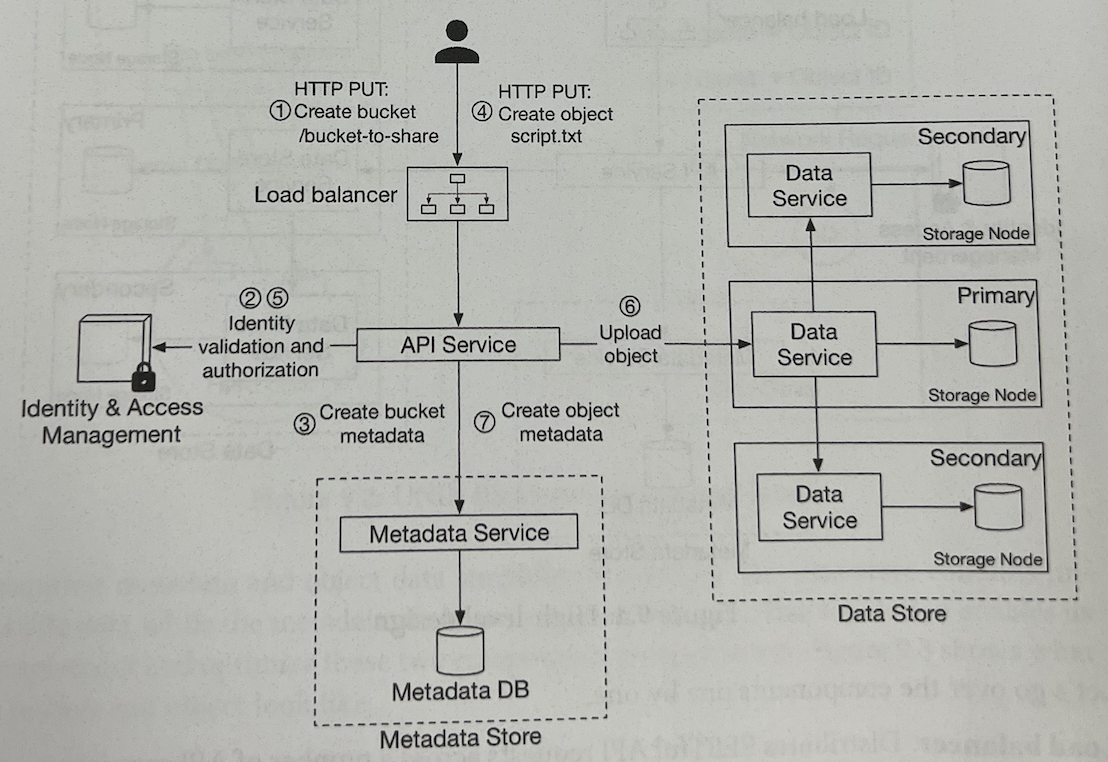 HTTP PUT:
① Create bucket
/bucket-to-share
HTTP PUT:
④ Create object
script.txt
Load balancer
② ⑤
Identity
validation and
authorization
Identity & Access
Management
API Service
⑥
Upload
object
③ Create bucket
metadata
⑦ Create object
metadata
Metadata Service
Metadata DB
Metadata Store
Secondary
Data
Service
Storage Node
Primary
Data
Service
Storage Node
Secondary
Data
Service
Storage Node
Data Store